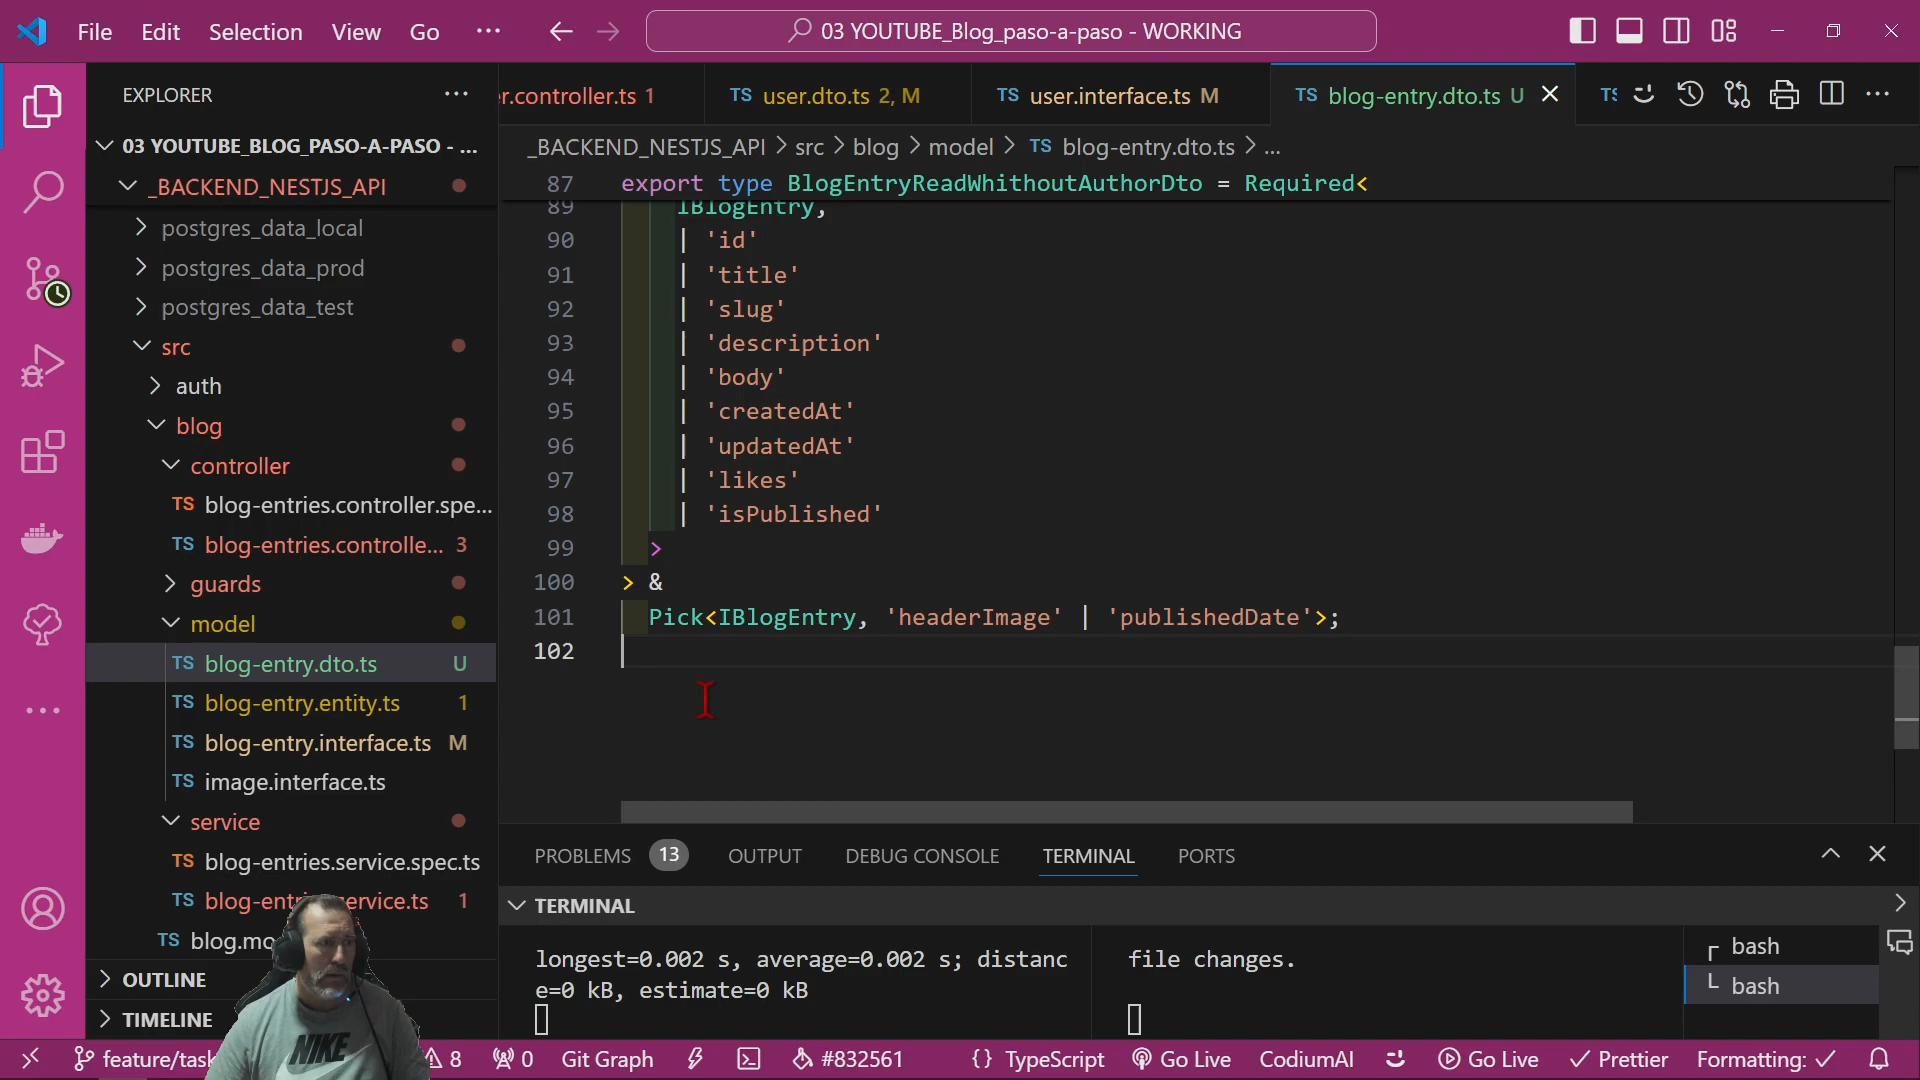 File Edit Selection View Go ···
03 YOUTUBE_Blog_paso-a-paso - WORKING
EXPLORER ···
03 YOUTUBE_BLOG_PASO-A-PASO - ...
_BACKEND_NESTJS_API
postgres_data_local
postgres_data_prod
postgres_data_test
src
auth
blog
controller
TS blog-entries.controller.spe...
TS blog-entries.controlle... 3
guards
model
TS blog-entry.dto.ts U
TS blog-entry.entity.ts 1
TS blog-entry.interface.ts M
TS image.interface.ts
service
TS blog-entries.service.spec.ts
TS blog-entries.service.ts 1
TS blog.mo
OUTLINE
TIMELINE
r.controller.ts 1
TS user.dto.ts 2, M
TS user.interface.ts M
TS blog-entry.dto.ts U
TS
_BACKEND_NESTJS_API > src > blog > model > TS blog-entry.dto.ts > ...
87 export type BlogEntryReadWhithoutAuthorDto = Required<
89 IBlogEntry,
90 | 'id'
91 | 'title'
92 | 'slug'
93 | 'description'
94 | 'body'
95 | 'createdAt'
96 | 'updatedAt'
97 | 'likes'
98 | 'isPublished'
99 >
100 > &
101 Pick<IBlogEntry, 'headerImage' | 'publishedDate'>;
102
PROBLEMS 13 OUTPUT DEBUG CONSOLE TERMINAL PORTS
TERMINAL
longest=0.002 s, average=0.002 s; distanc
e=0 kB, estimate=0 kB
file changes.
bash
bash
NIKE
feature/task 8 0 Git Graph #832561 {} TypeScript Go Live CodiumAI Go Live Prettier Formatting: ✓